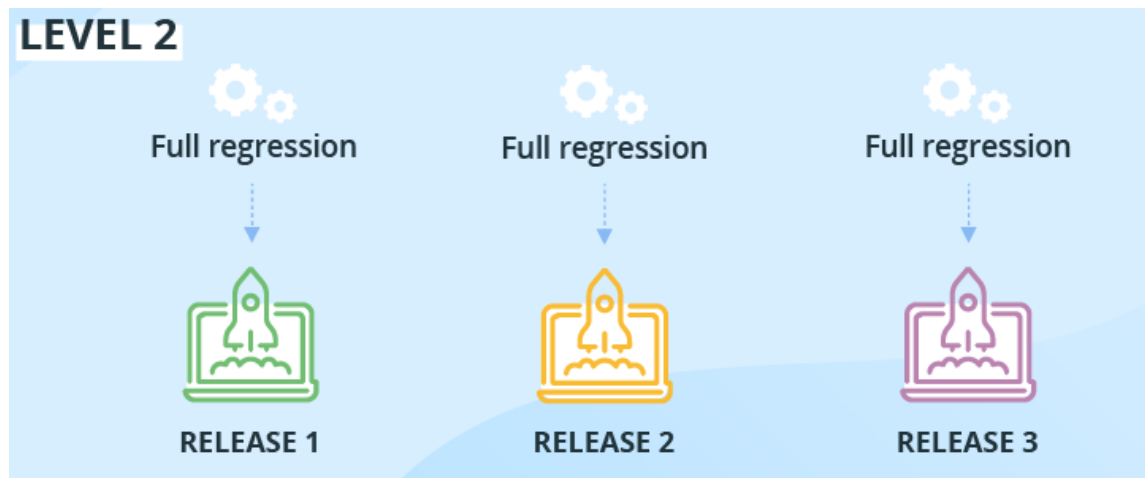 LEVEL 2
Full regression
Full regression
Full regression
RELEASE 1
RELEASE 2
RELEASE 3